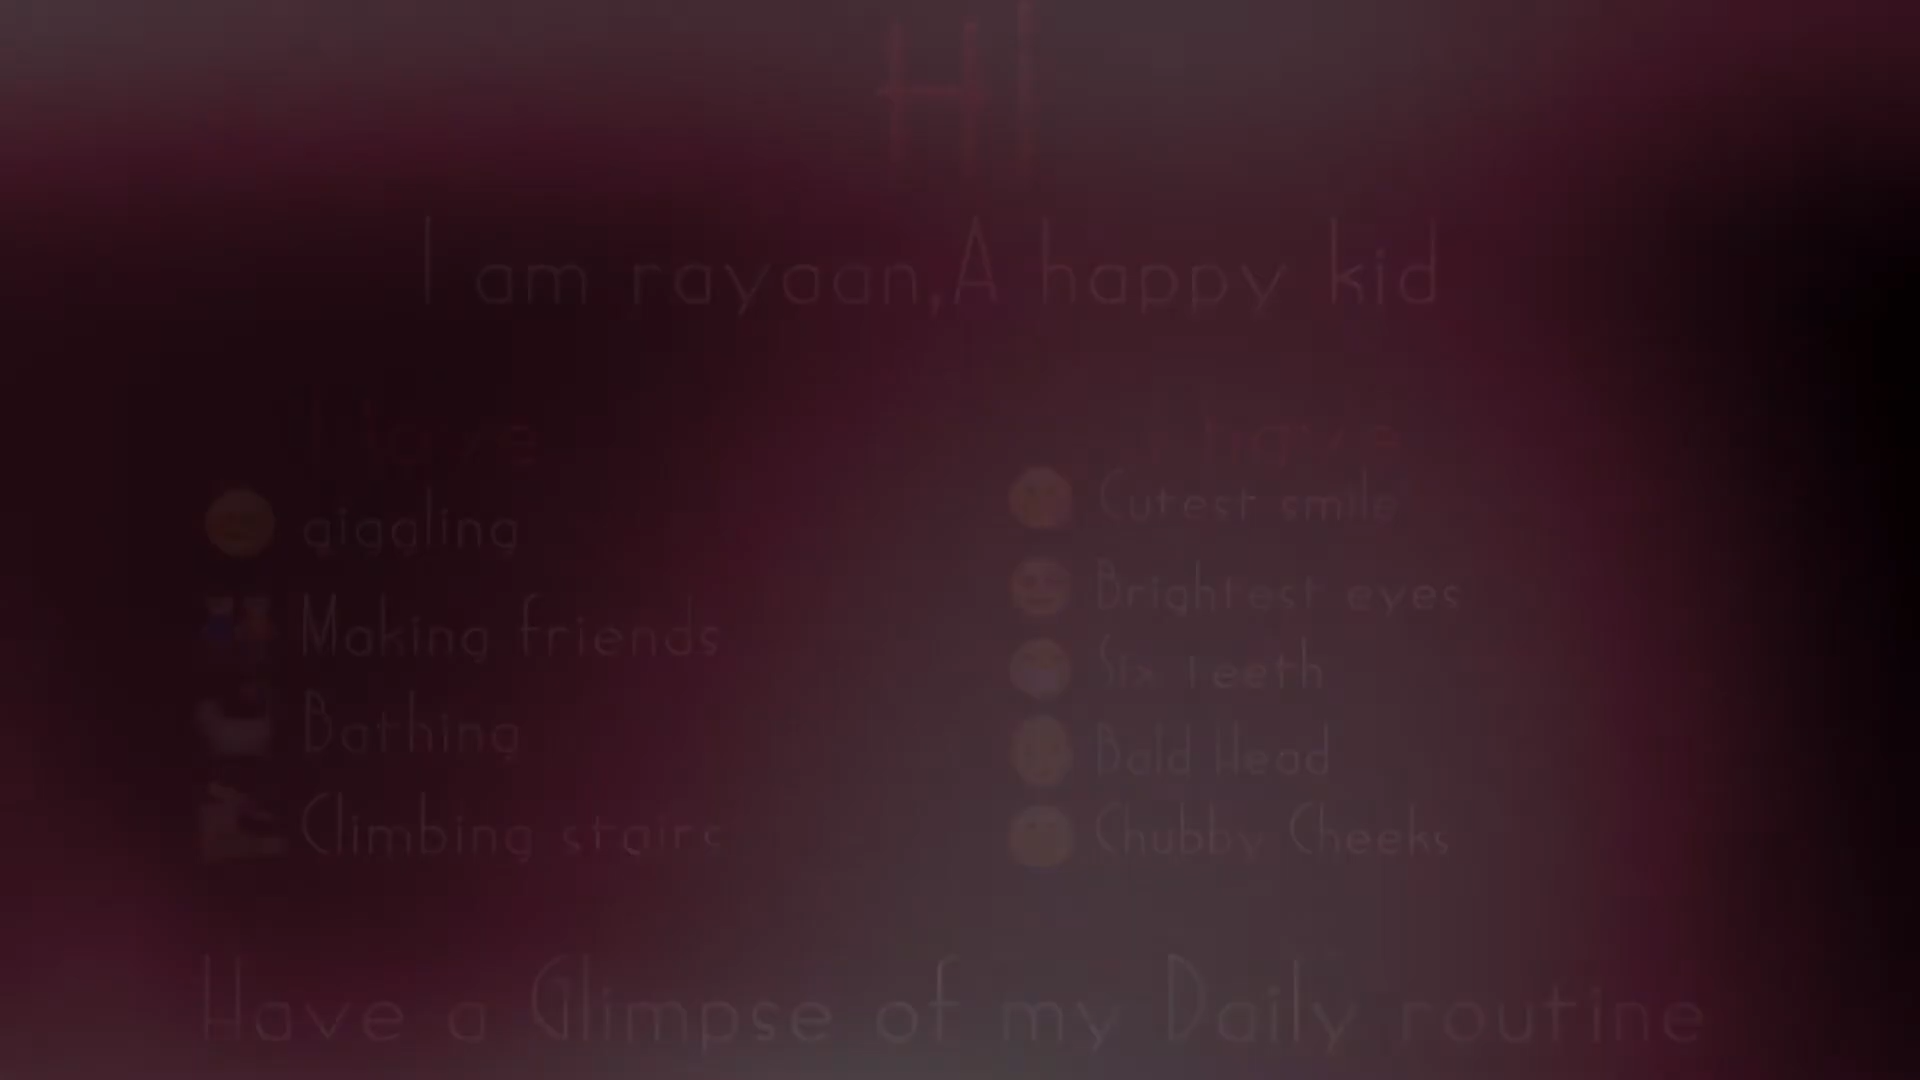 HI
I am rayaan,A happy kid
I love
giggling
Making friends
Bathing
Climbing stairs
I have
Cutest smile
Brightest eyes
Six teeth
Bald Head
Chubby Cheeks
Have a Glimpse of my Daily routine